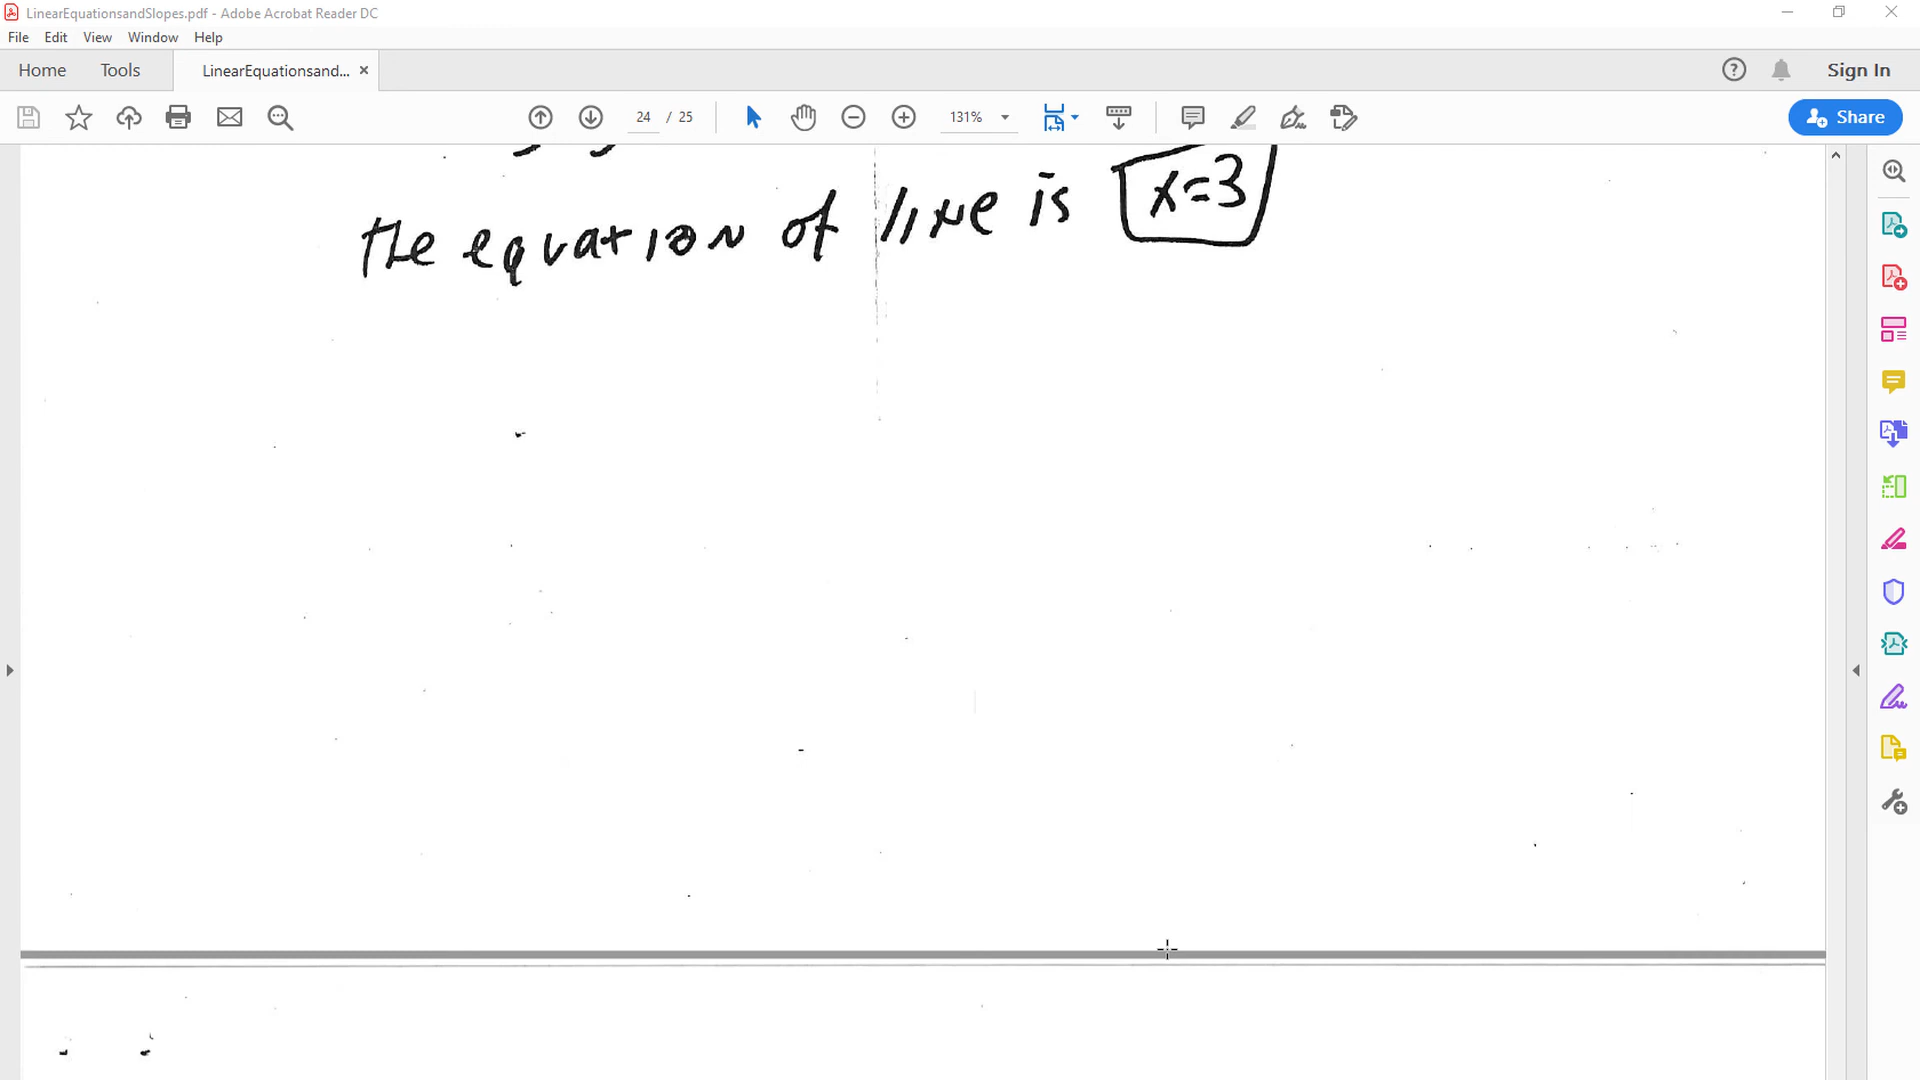 LinearEquationsandSlopes.pdf - Adobe Acrobat Reader DC
File Edit View Window Help
Home Tools LinearEquationsand... × Sign In
24 / 25 131% Share
x=3
the equation of line is